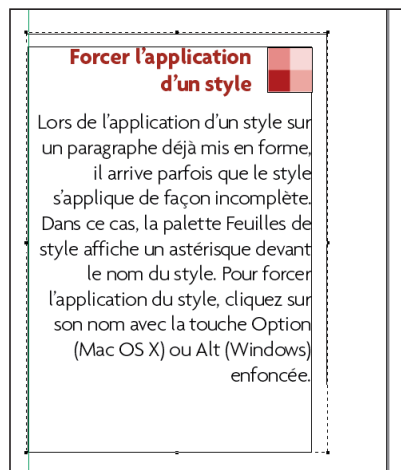 Forcer l’application
d’un style
Lors de l’application d’un style sur
un paragraphe déjà mis en forme,
il arrive parfois que le style
s’applique de façon incomplète.
Dans ce cas, la palette Feuilles de
style affiche un astérisque devant
le nom du style. Pour forcer
l’application du style, cliquez sur
son nom avec la touche Option
(Mac OS X) ou Alt (Windows)
enfoncée.